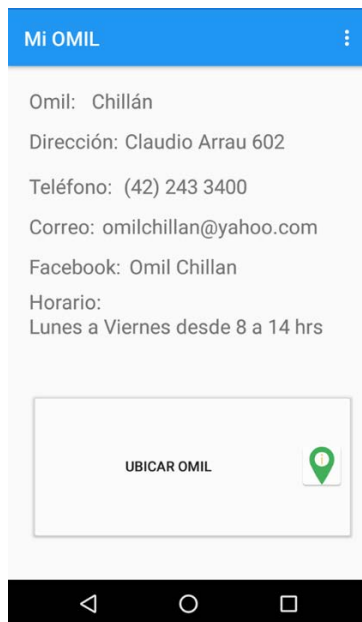 Mi OMIL
Omil: Chillán
Dirección: Claudio Arrau 602
Teléfono: (42) 243 3400
Correo: omilchillan@yahoo.com
Facebook: Omil Chillan
Horario:
Lunes a Viernes desde 8 a 14 hrs
UBICAR OMIL